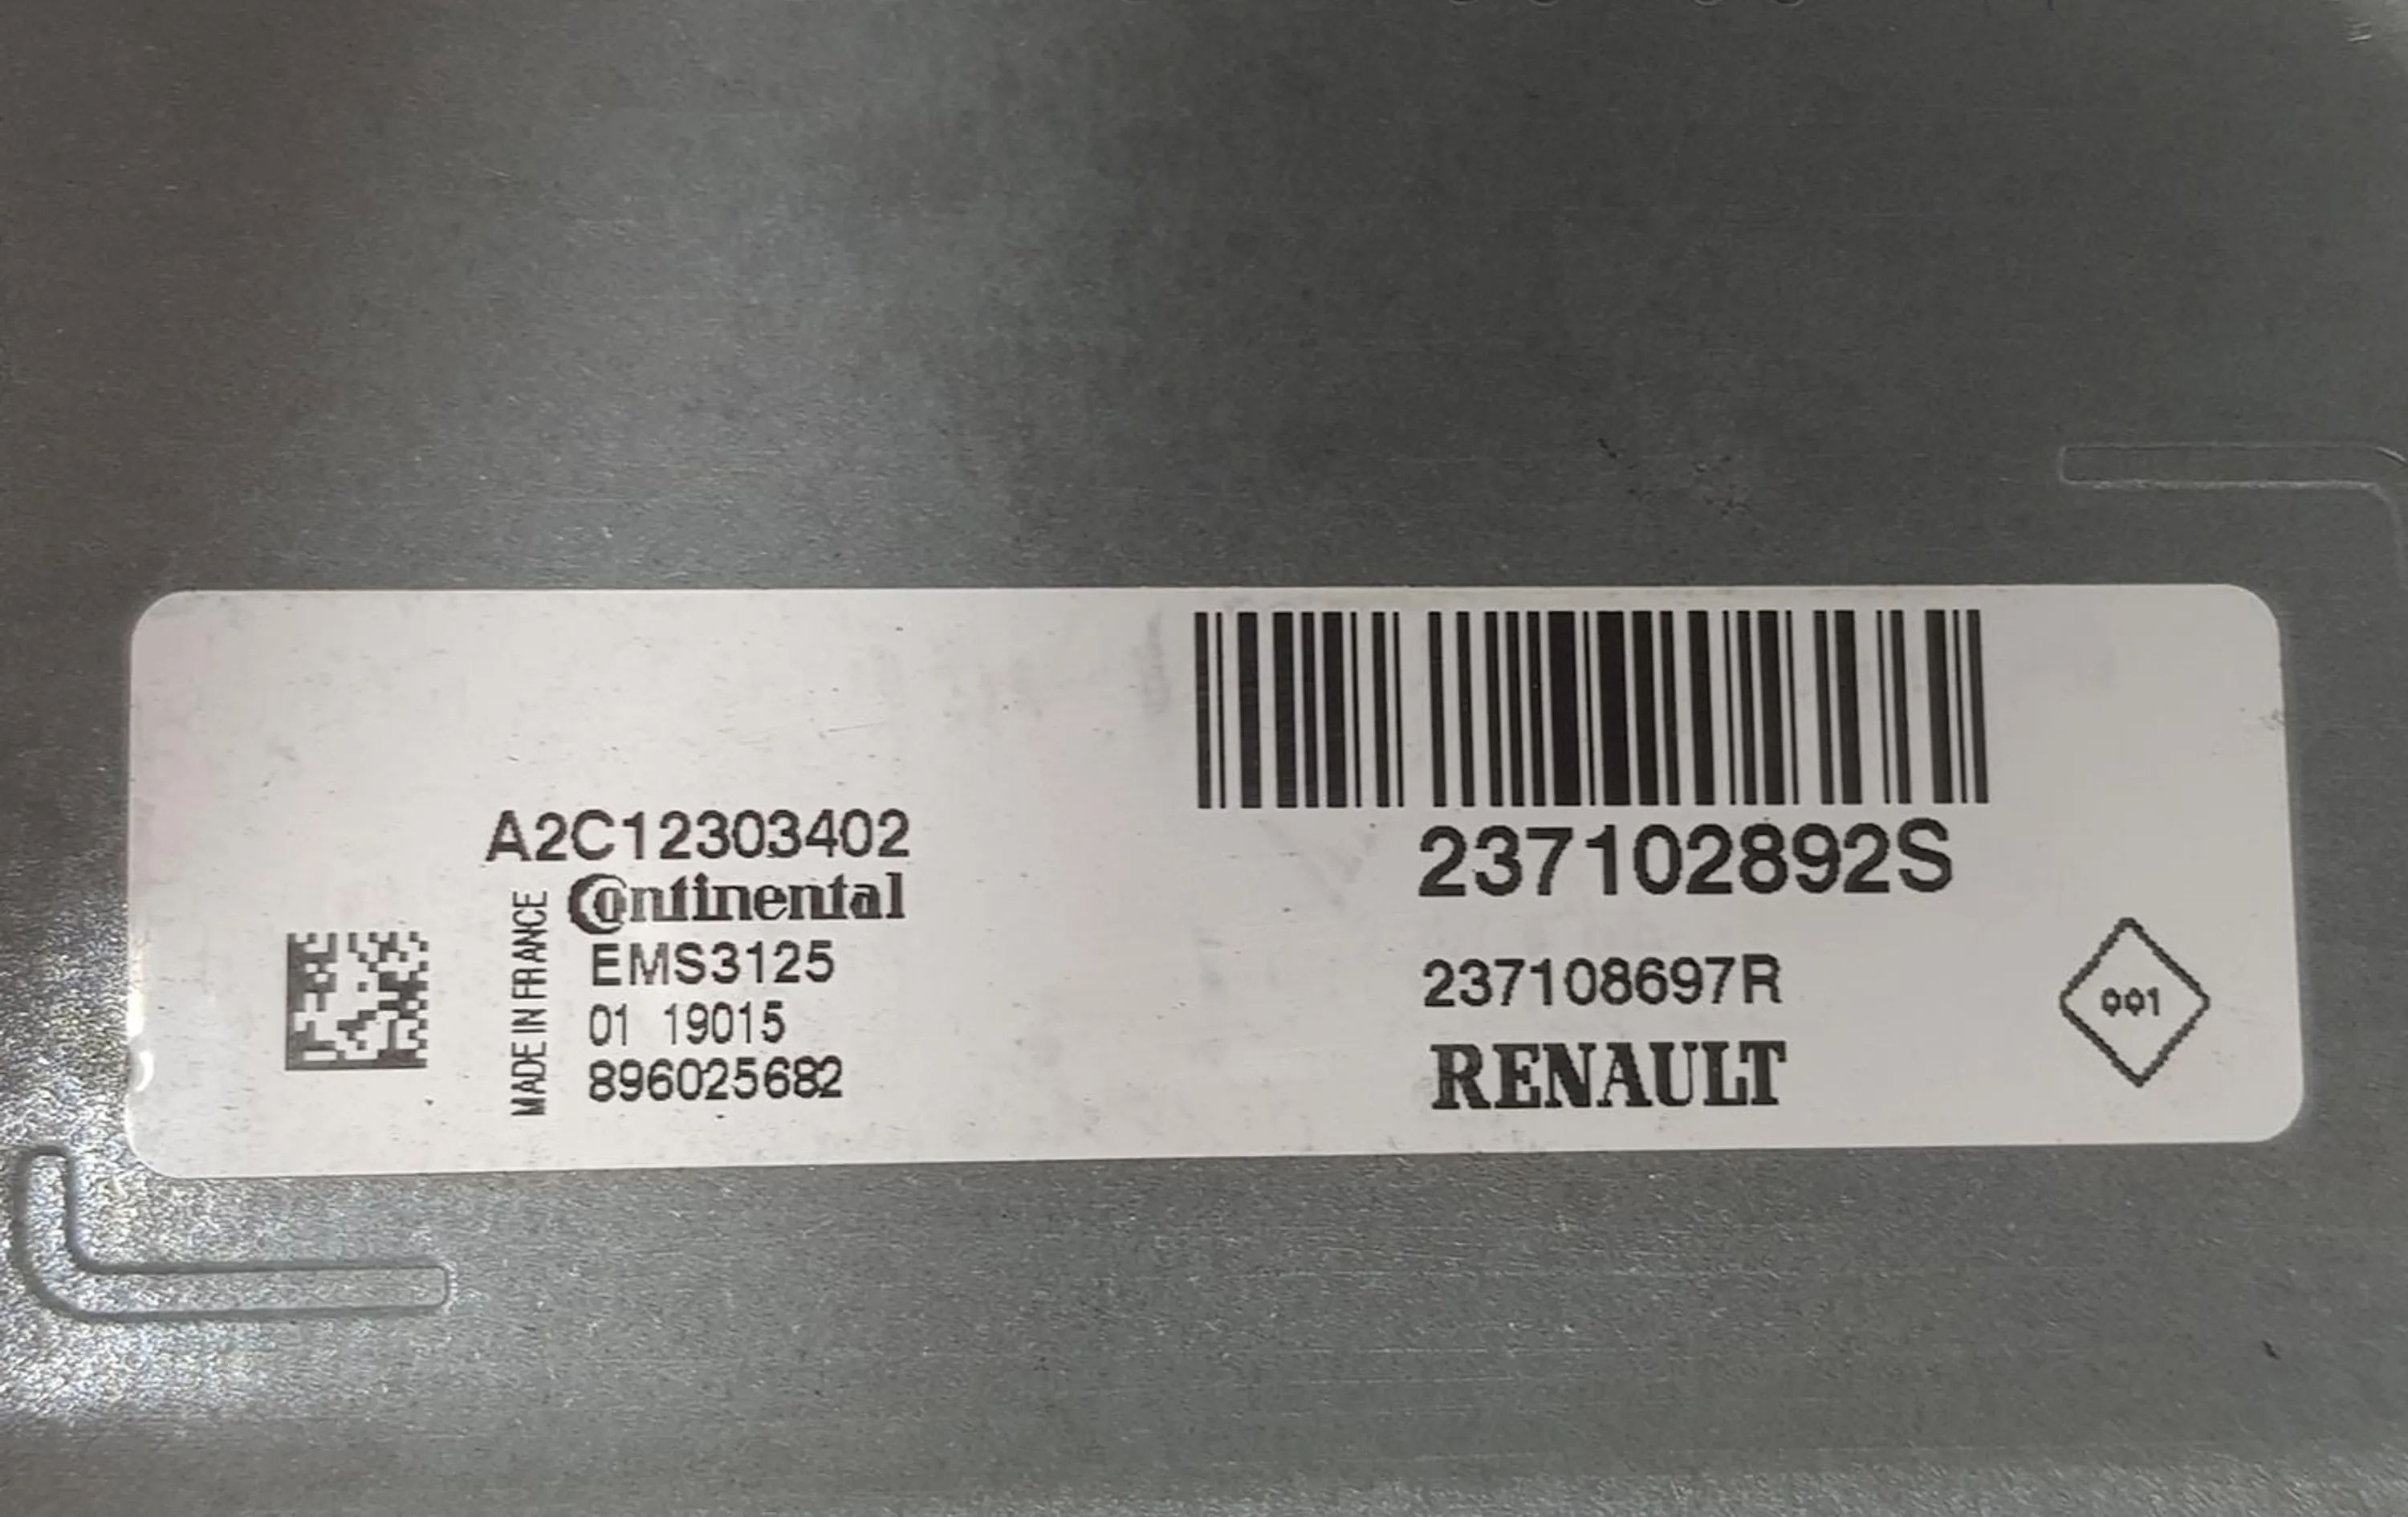 A2C12303402
Continental
MADE IN FRANCE
EMS3125
01 19015
896025682
237102892S
237108697R
RENAULT
001